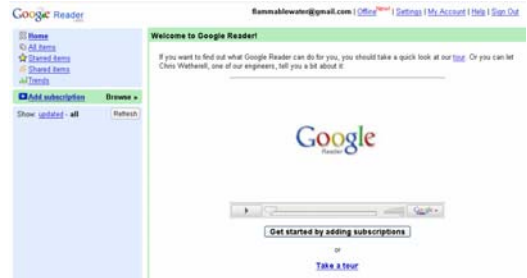 Google Reader
flammablewater@gmail.com | Offline New! | Settings | My Account | Help | Sign Out
Home
All items
Starred items
Shared items
Trends
Add subscription Browse »
Show: updated - all Refresh
Welcome to Google Reader!
If you want to find out what Google Reader can do for you, you should take a quick look at our tour. Or you can let
Chris Wetherell, one of our engineers, tell you a bit about it:
Google
Reader
Google
Get started by adding subscriptions
or
Take a tour